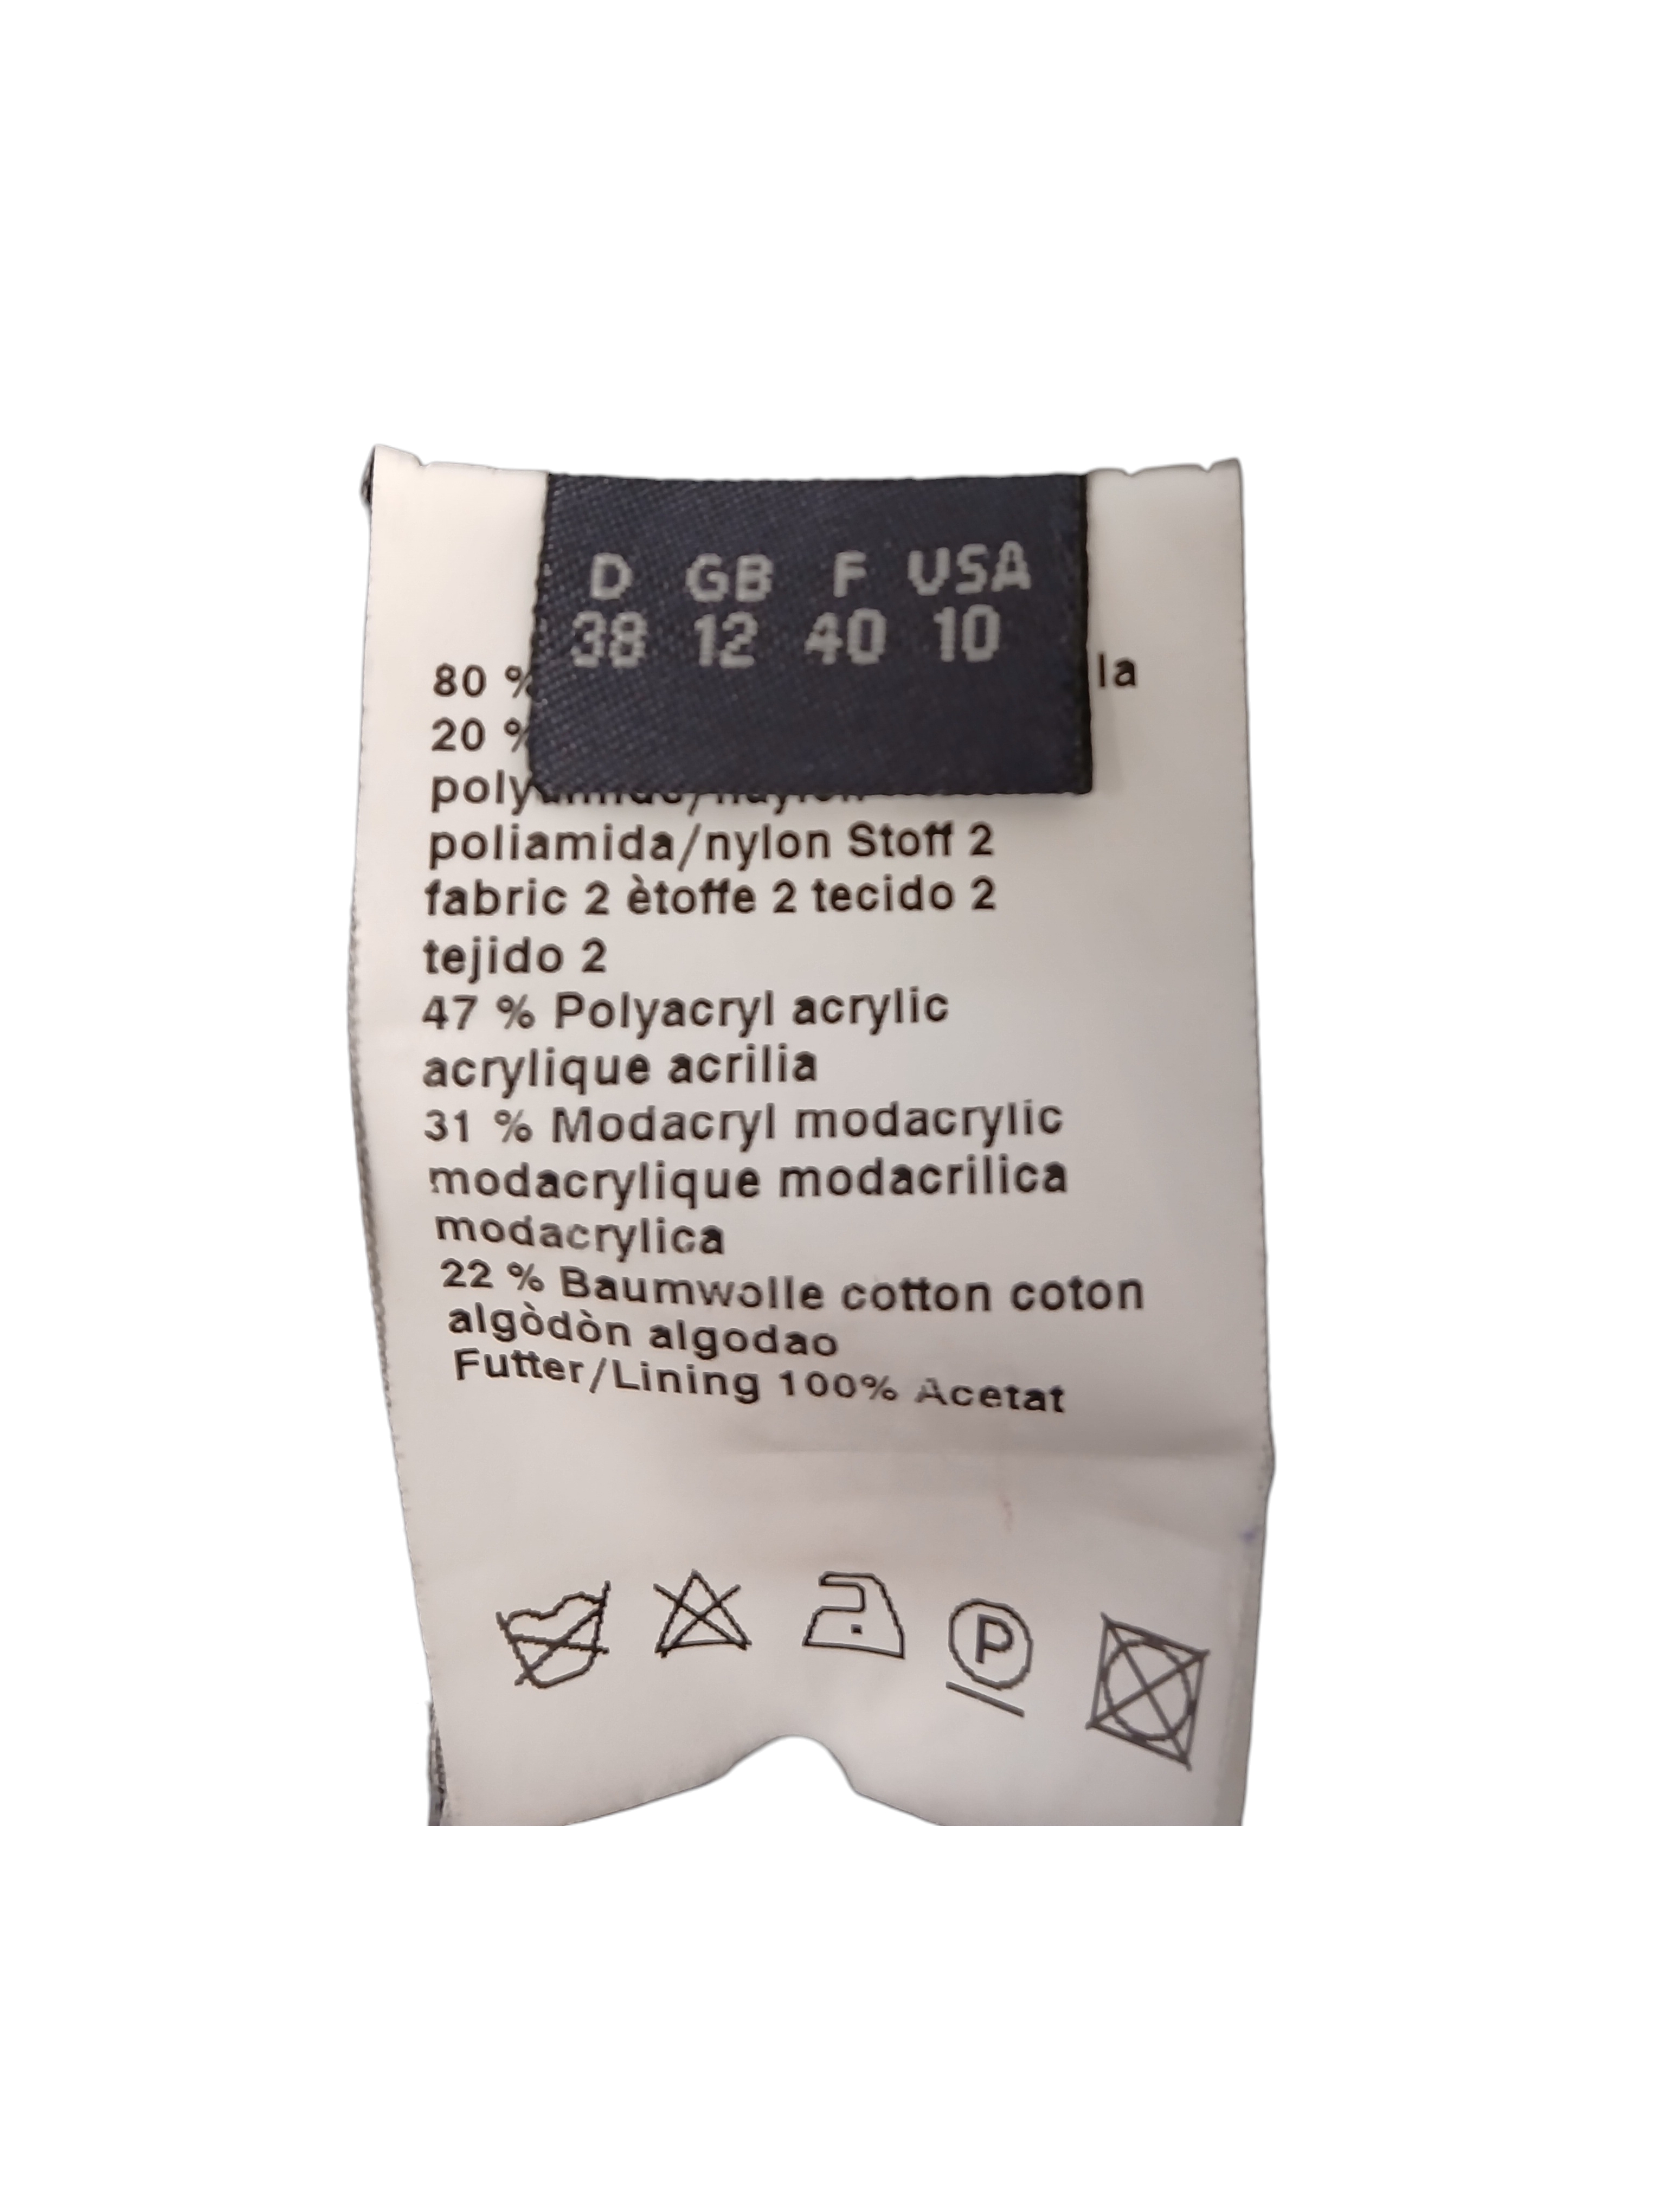 D GB F USA
38 12 40 10
80 % la
20 %
poliamida/nylon Stoff 2
fabric 2 ètoffe 2 tecido 2
tejido 2
47 % Polyacryl acrylic
acrylique acrilia
31 % Modacryl modacrylic
modacrylique modacrilica
modacrylica
22 % Baumwolle cotton coton
algòdòn algodao
Futter/Lining 100% Acetat
P